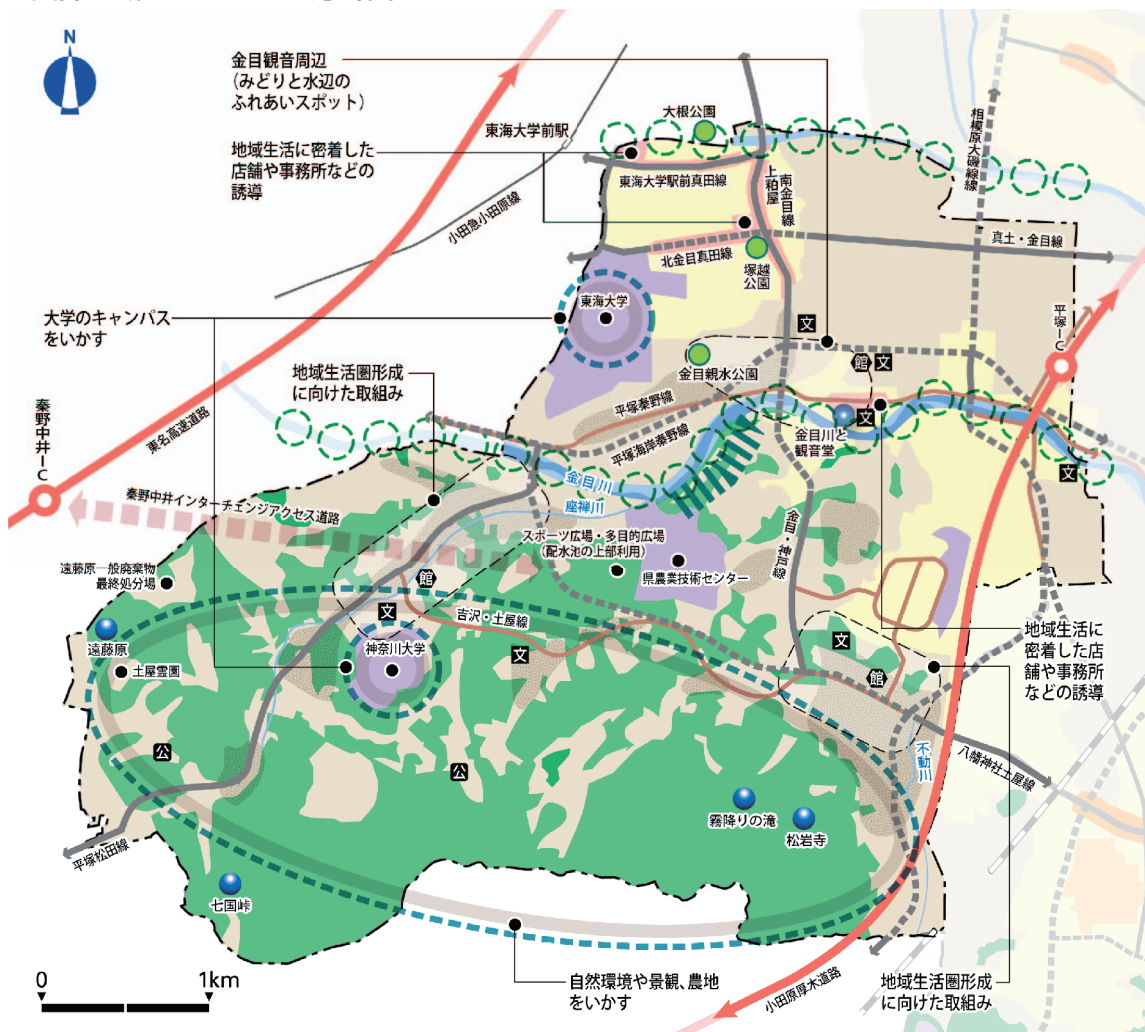 N
金目観音周辺
(みどりと水辺の
ふれあいスポット)
地域生活に密着した
店舗や事務所などの
誘導
東海大学前駅
大根公園
東海大学駅前真田線
小田急小田原線
上粕屋
南金目線
相模原大磯線
真土・金目線
北金目真田線
塚越
公園
東海大学
大学のキャンパス
をいかす
文
館
文
金目親水公園
平塚IC
地域生活圏形成
に向けた取組み
平塚秦野線
平塚海岸秦野線
文
金目川と
観音堂
秦野中井IC
東名高速道路
秦野中井インターチェンジアクセス道路
金目川
座禅川
文
スポーツ広場・多目的広場
(配水池の上部利用)
県農業技術センター
金目・神戸線
遠藤原一般廃棄物
最終処分場
館
文
吉沢・土屋線
遠藤原
土屋霊園
神奈川大学
文
文
館
地域生活に
密着した店
舗や事務所
などの誘導
公
公
不動川
八幡神社土屋線
霧降りの滝
松岩寺
平塚松田線
七国峠
0
1km
自然環境や景観、農地
をいかす
小田原厚木道路
地域生活圏形成
に向けた取組み